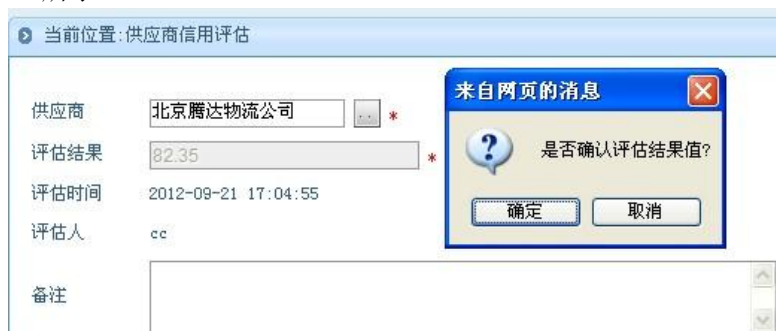 当前位置:供应商信用评估
供应商 北京腾达物流公司 .. *
评估结果 82.35 *
评估时间 2012-09-21 17:04:55
评估人 cc
备注
来自网页的消息
是否确认评估结果值?
确定 取消